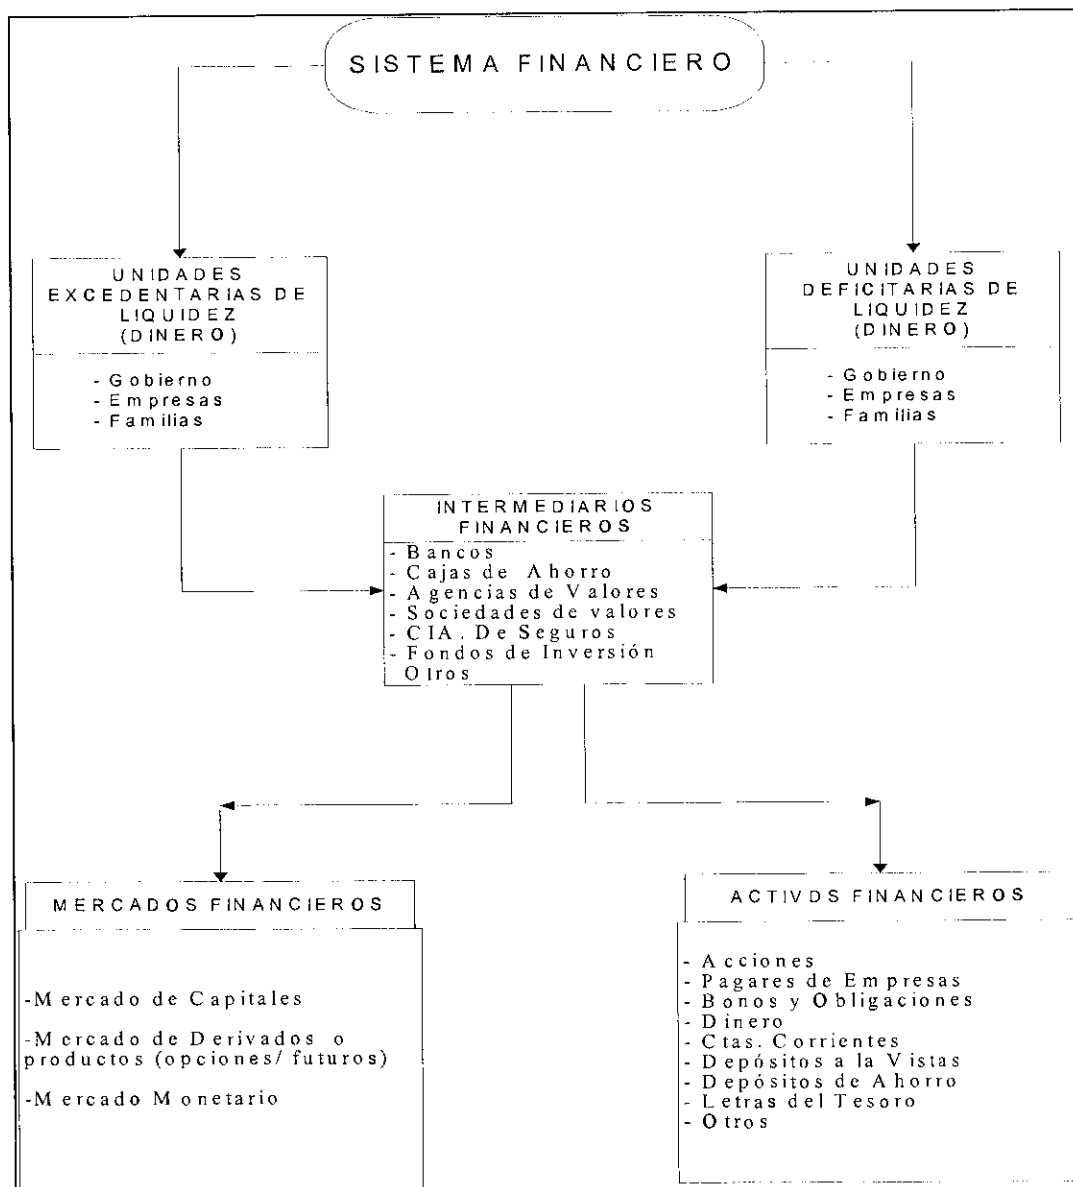 SISTEMA FINANCIERO
UNIDADES
EXCEDENTARIAS DE
LIQUIDEZ
(DINERO)
- Gobierno
- Empresas
- Familias
UNIDADES
DEFICITARIAS DE
LIQUIDEZ
(DINERO)
- Gobierno
- Empresas
- Familias
INTERMEDIARIOS
FINANCIEROS
- Bancos
- Cajas de Ahorro
- Agencias de Valores
- Sociedades de valores
- CIA. De Seguros
- Fondos de Inversión
Otros
MERCADOS FINANCIEROS
-Mercado de Capitales
-Mercado de Derivados o
productos (opciones/ futuros)
-Mercado Monetario
ACTIVOS FINANCIEROS
- Acciones
- Pagares de Empresas
- Bonos y Obligaciones
- Dinero
- Ctas. Corrientes
- Depósitos a la Vistas
- Depósitos de Ahorro
- Letras del Tesoro
- Otros